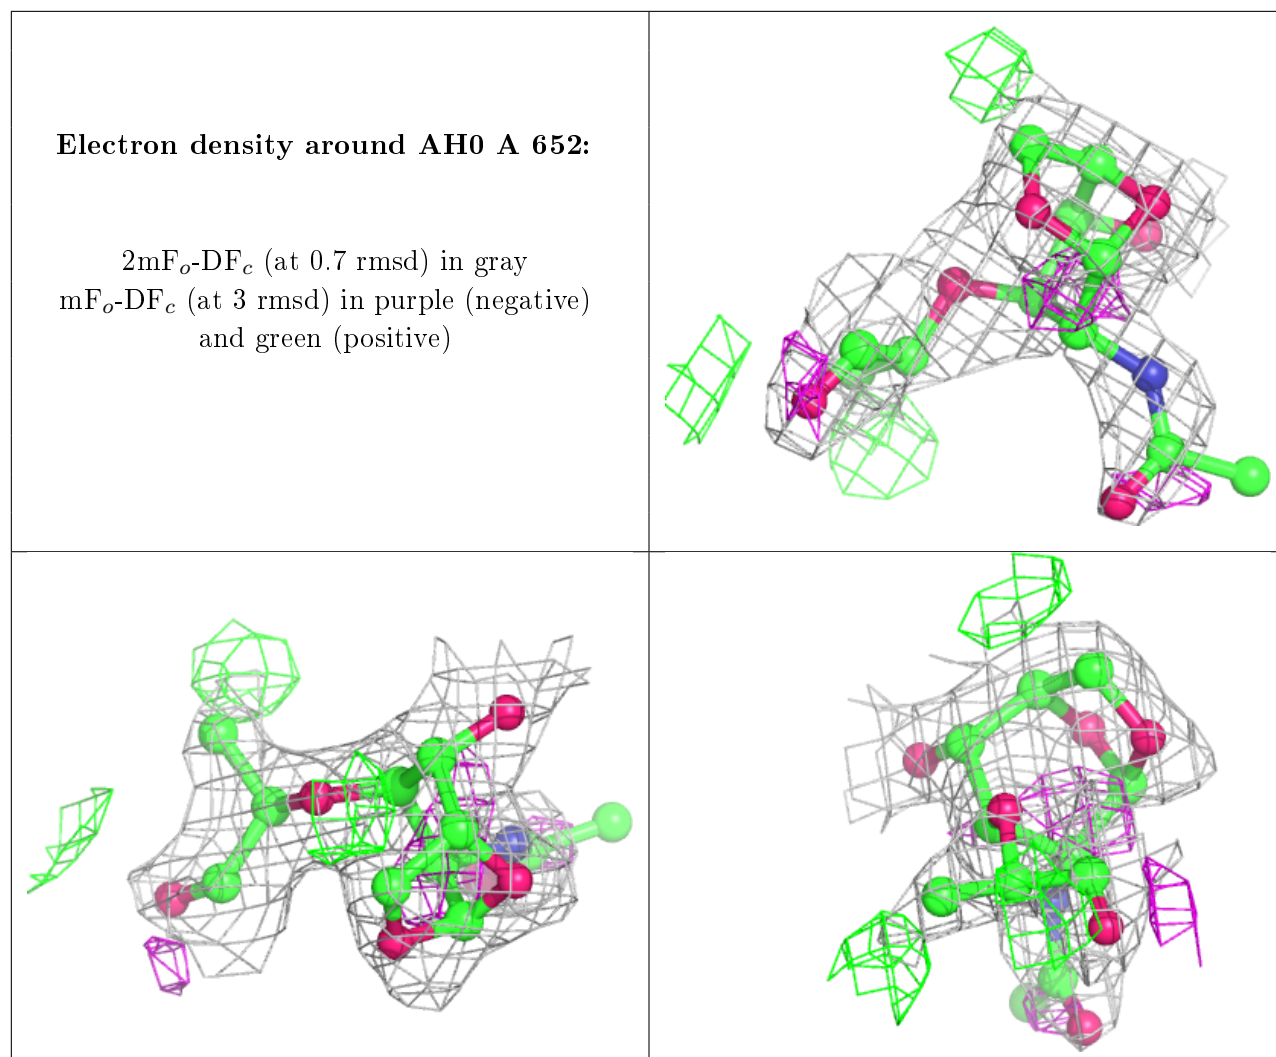 Electron density around AH0 A 652:
2mFₒ-DF𝒸 (at 0.7 rmsd) in gray
mFₒ-DF𝒸 (at 3 rmsd) in purple (negative)
and green (positive)